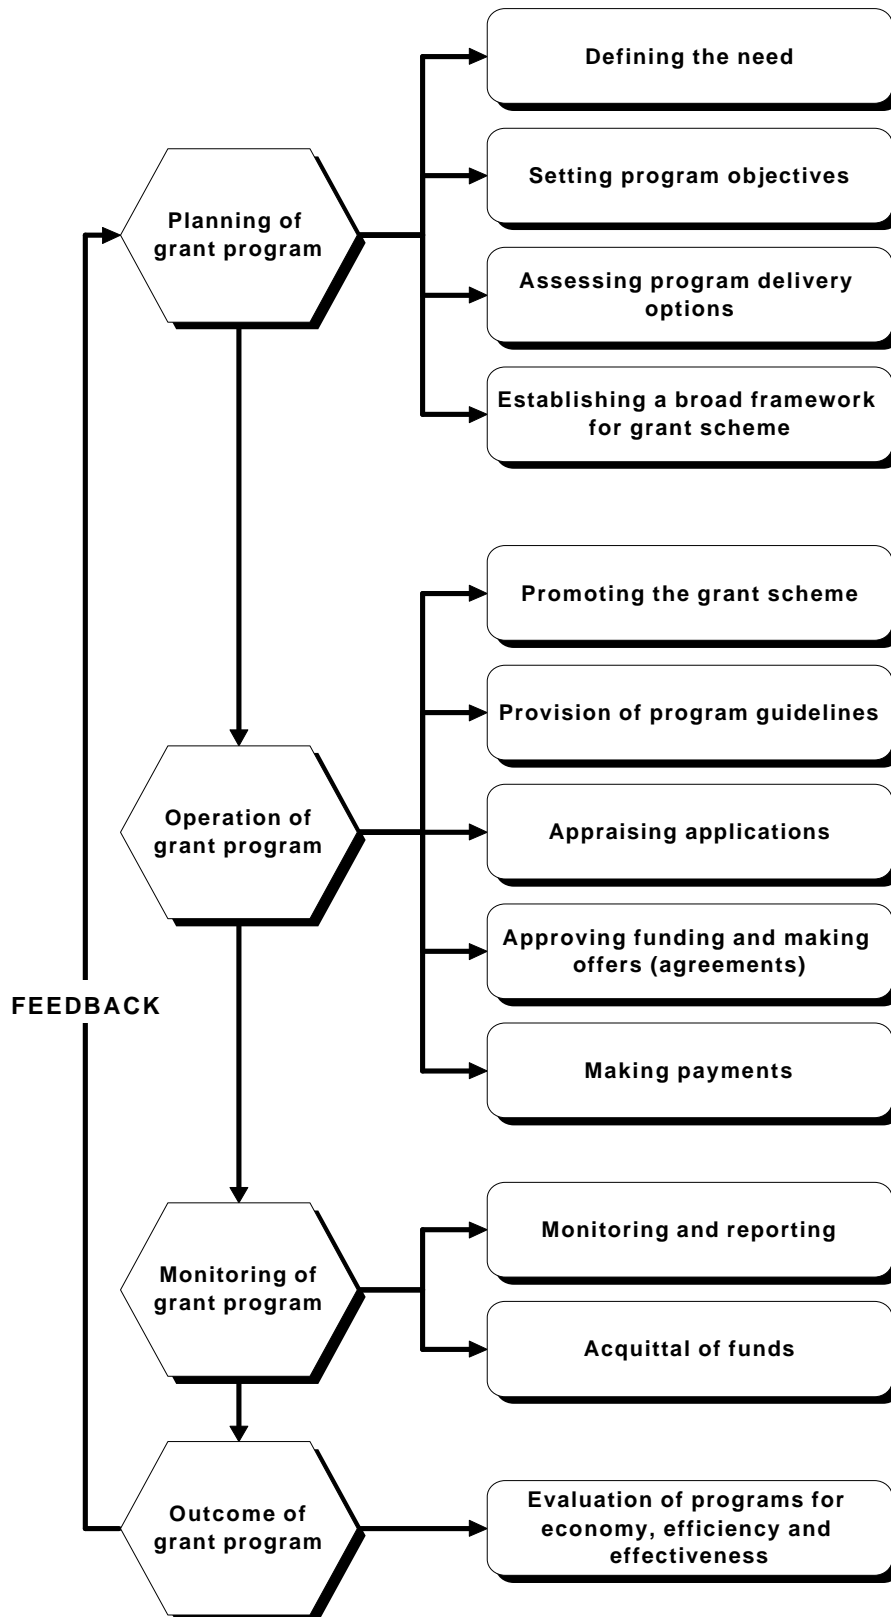 Defining the need
Setting program objectives
Planning of
grant program
Assessing program delivery
options
Establishing a broad framework
for grant scheme
Promoting the grant scheme
Provision of program guidelines
Operation of
grant program
Appraising applications
Approving funding and making
offers (agreements)
FEEDBACK
Making payments
Monitoring and reporting
Monitoring of
grant program
Acquittal of funds
Outcome of
grant program
Evaluation of programs for
economy, efficiency and
effectiveness